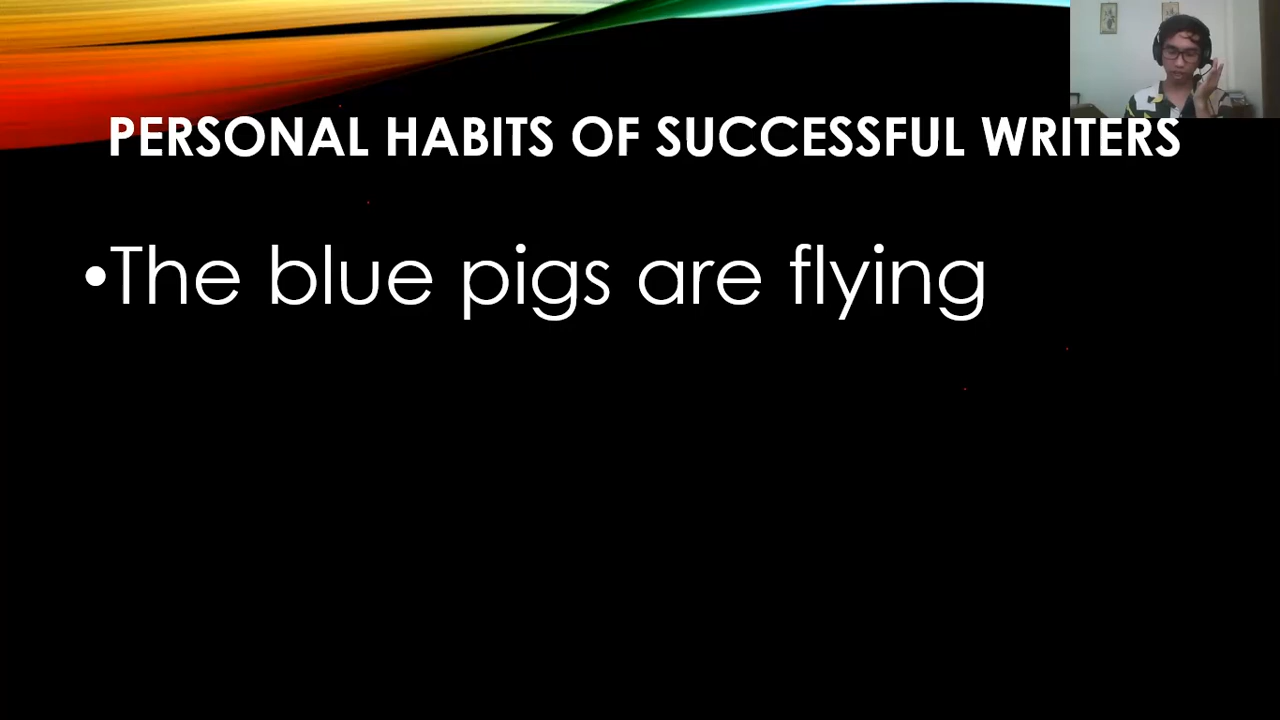 PERSONAL HABITS OF SUCCESSFUL WRITERS
•The blue pigs are flying